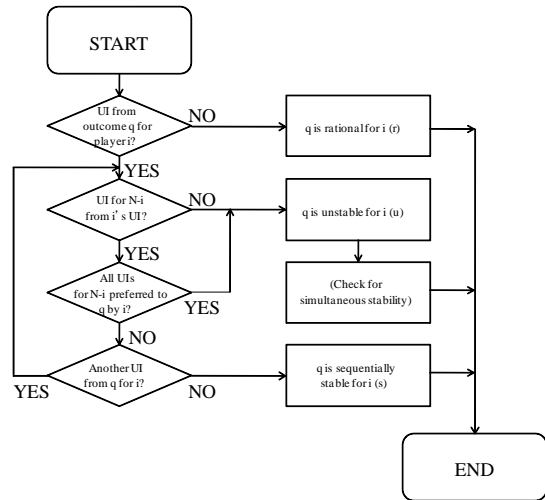 START
UI from
outcome q for
player i?
NO
q is rational for i (r)
YES
UI for N-i
from i's UI?
NO
q is unstable for i (u)
YES
All UIs
for N-i preferred to
q by i?
YES
(Check for
simultaneous stability)
NO
Another UI
from q for i?
YES
NO
q is sequentially
stable for i (s)
END